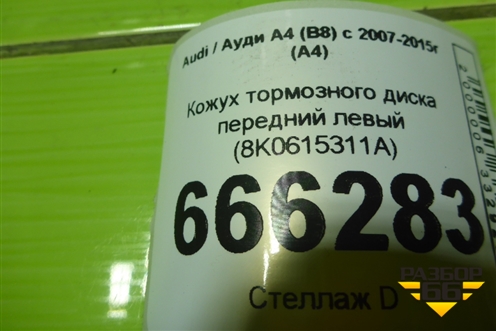 Audi / Ауди A4 (B8) с 2007-2015г
(A4)
Кожух тормозного диска
передний левый
(8K0615311A)
666283
Стеллаж D
РАЗБОР
66